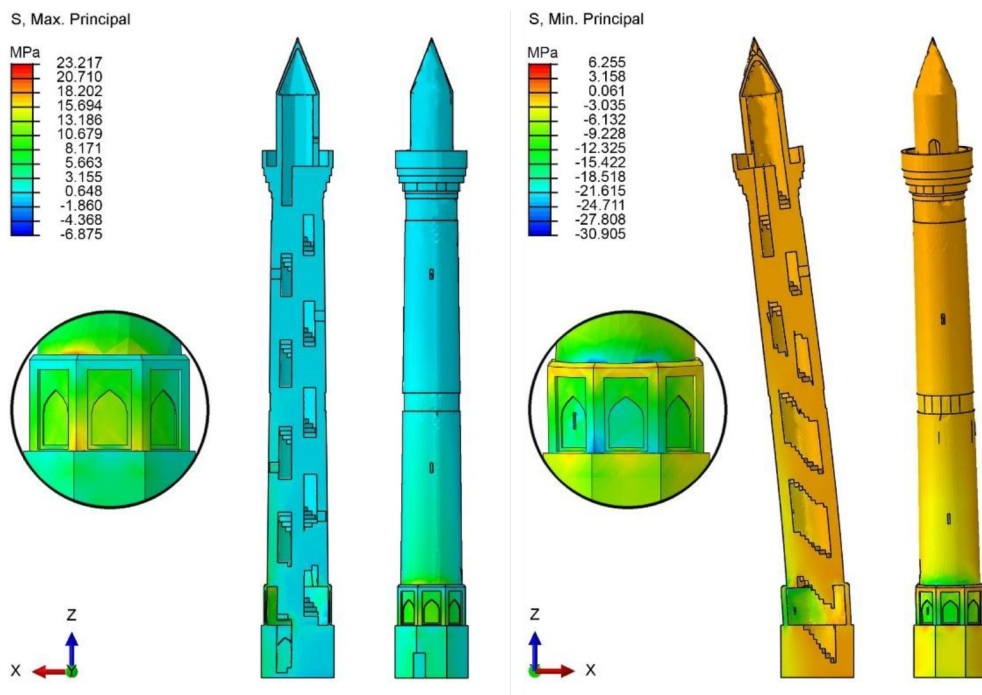 S, Max. Principal
MPa
23.217
20.710
18.202
15.694
13.186
10.679
8.171
5.663
3.155
0.648
-1.860
-4.368
-6.875
Z
X
Y
S, Min. Principal
MPa
6.255
3.158
0.061
-3.035
-6.132
-9.228
-12.325
-15.422
-18.518
-21.615
-24.711
-27.808
-30.905
Z
X